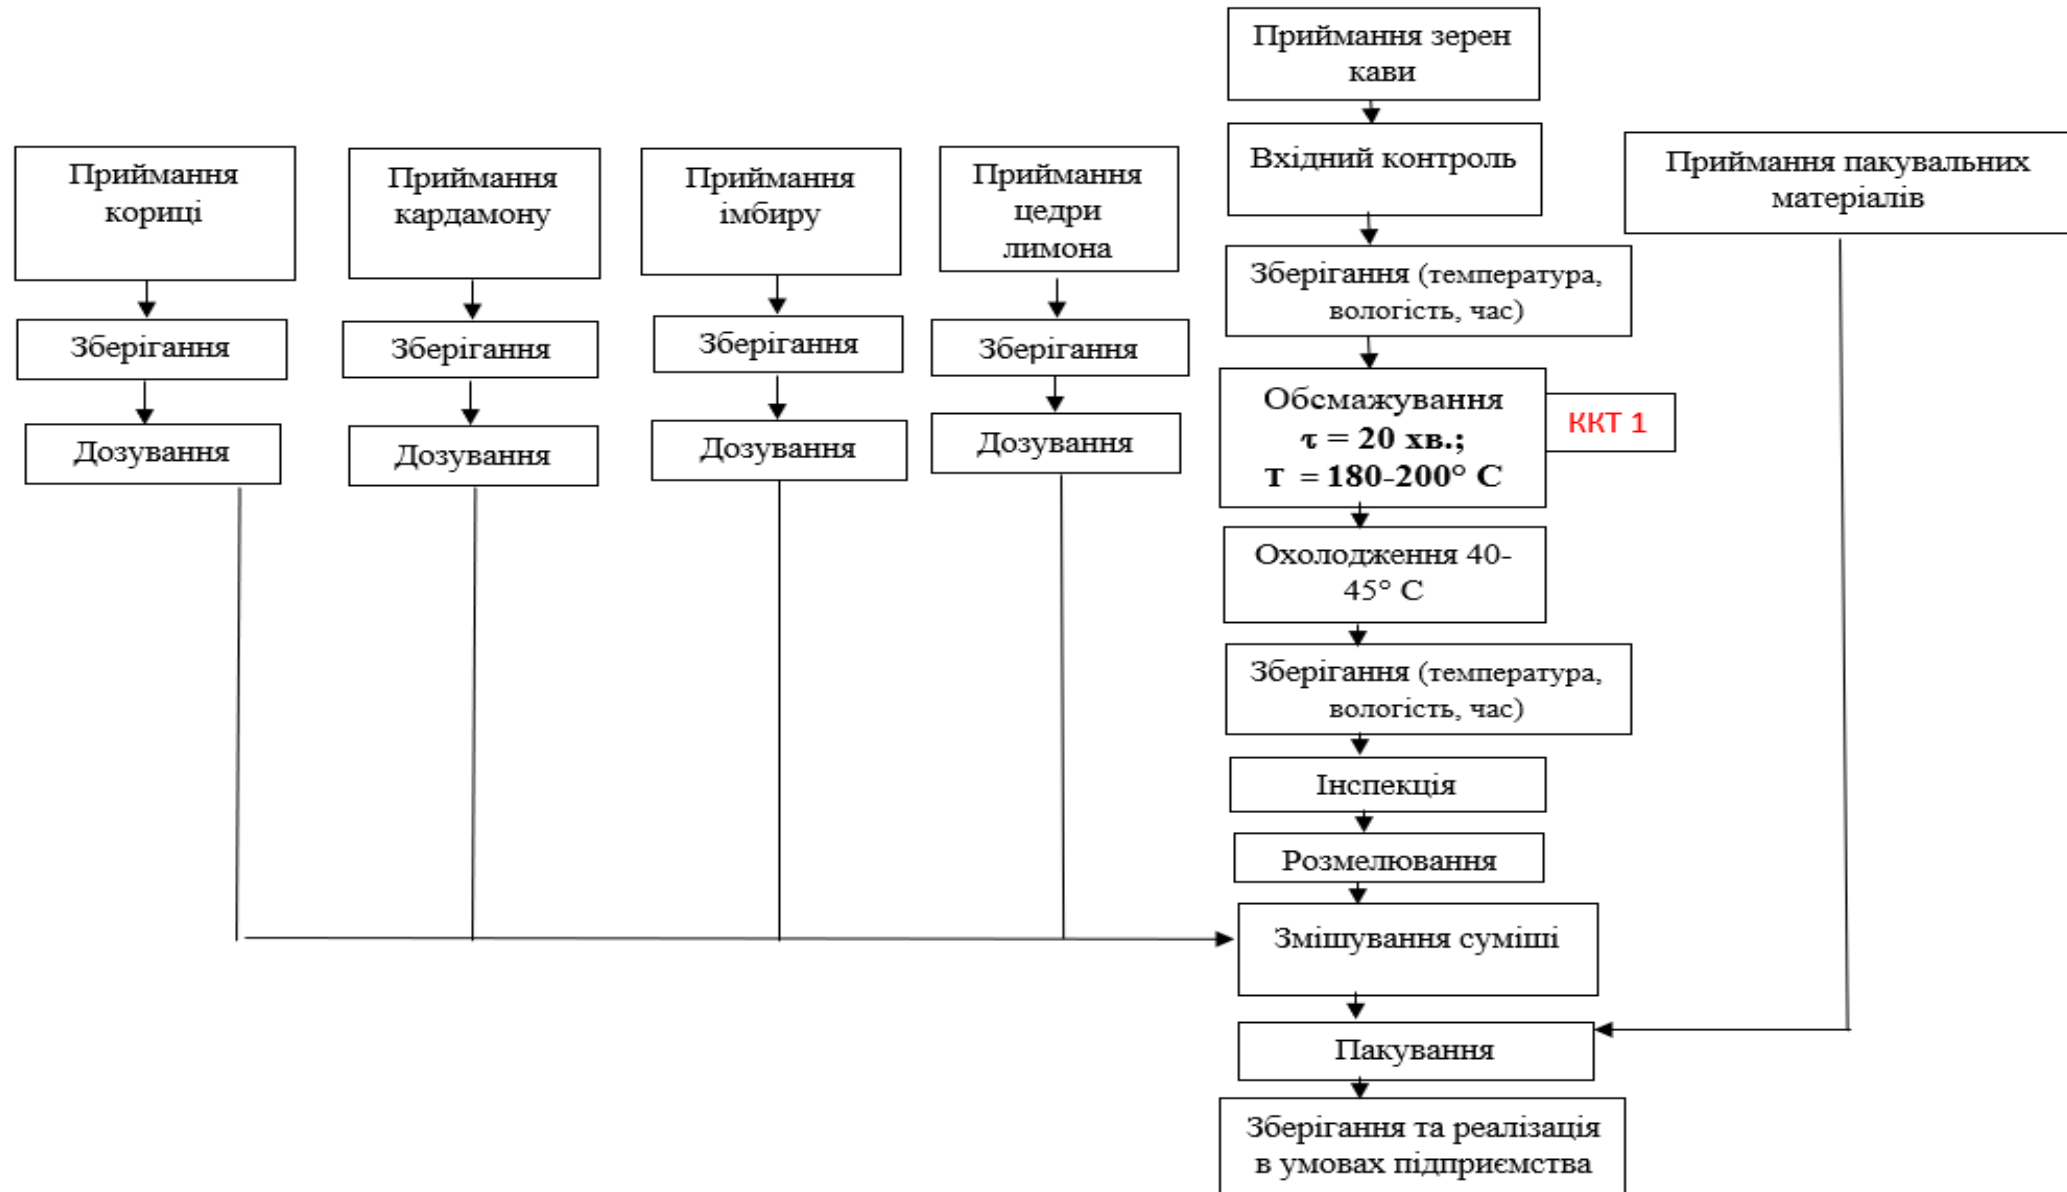 Приймання зерен
кави
Вхідний контроль
Приймання
кориці
Приймання
кардамону
Приймання
імбиру
Приймання
цедри
лимона
Приймання пакувальних
матеріалів
Зберігання (температура,
вологість, час)
Зберігання
Зберігання
Зберігання
Зберігання
Обсмажування
τ = 20 хв.;
Т = 180-200° С
ККТ 1
Дозування
Дозування
Дозування
Дозування
Охолодження 40-
45° С
Зберігання (температура,
вологість, час)
Інспекція
Розмелювання
Змішування суміші
Пакування
Зберігання та реалізація
в умовах підприємства